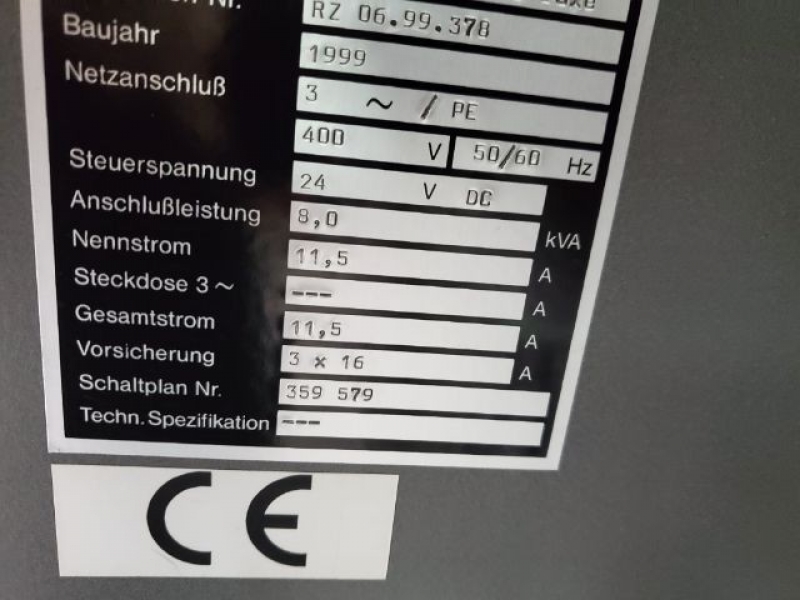 Nr.
RZ 06.99.378
Baujahr
1999
Netzanschluß
3 ~ / PE
400 V 50/60 Hz
Steuerspannung
24 V DC
Anschlußleistung
8,0 kVA
Nennstrom
11,5 A
Steckdose 3 ~
--- A
Gesamtstrom
11,5 A
Vorsicherung
3 x 16 A
Schaltplan Nr.
359 579
Techn. Spezifikation
---
CE